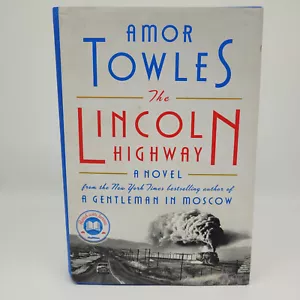 AMOR
TOWLES
The
LINCOLN
HIGHWAY
A NOVEL
from the New York Times bestselling author of
A GENTLEMAN IN MOSCOW